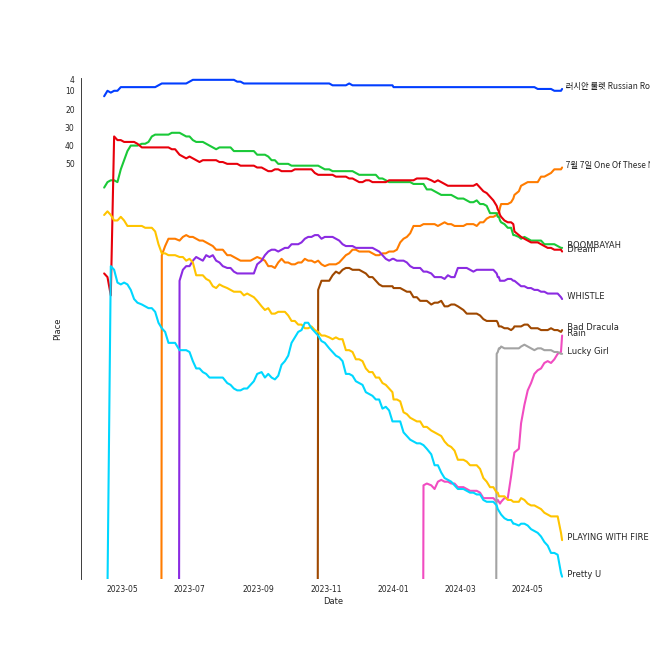 4
10
20
30
40
50
Place
러시안 룰렛 Russian Ro
7월 7일 One Of These
BOOMBAYAH
Dream
WHISTLE
Bad Dracula
Rain
Lucky Girl
PLAYING WITH FIRE
Pretty U
2023-05
2023-07
2023-09
2023-11
2024-01
2024-03
2024-05
Date